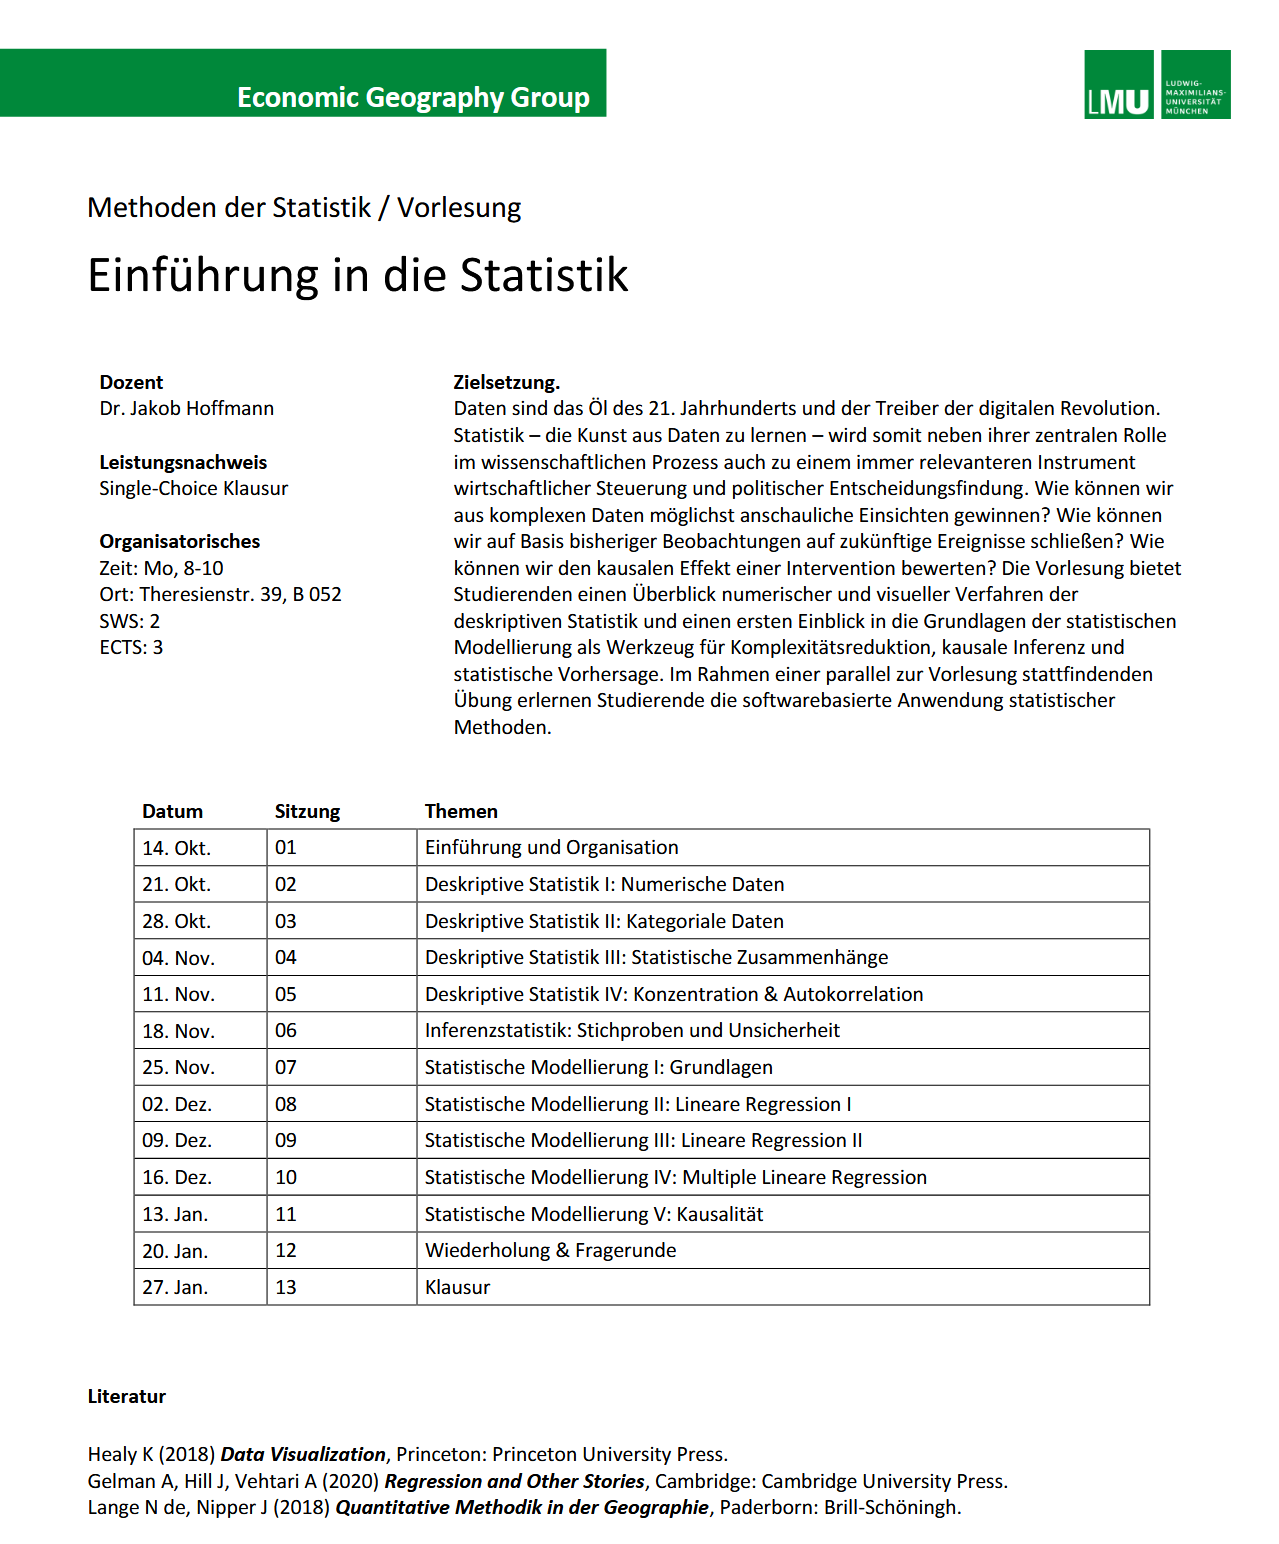 Economic Geography Group
LMU
LUDWIG-
MAXIMILIANS-
UNIVERSITÄT
MÜNCHEN
Methoden der Statistik / Vorlesung
Einführung in die Statistik
Dozent
Dr. Jakob Hoffmann
Leistungsnachweis
Single-Choice Klausur
Organisatorisches
Zeit: Mo, 8-10
Ort: Theresienstr. 39, B 052
SWS: 2
ECTS: 3
Zielsetzung.
Daten sind das Öl des 21. Jahrhunderts und der Treiber der digitalen Revolution.
Statistik – die Kunst aus Daten zu lernen – wird somit neben ihrer zentralen Rolle
im wissenschaftlichen Prozess auch zu einem immer relevanteren Instrument
wirtschaftlicher Steuerung und politischer Entscheidungsfindung. Wie können wir
aus komplexen Daten möglichst anschauliche Einsichten gewinnen? Wie können
wir auf Basis bisheriger Beobachtungen auf zukünftige Ereignisse schließen? Wie
können wir den kausalen Effekt einer Intervention bewerten? Die Vorlesung bietet
Studierenden einen Überblick numerischer und visueller Verfahren der
deskriptiven Statistik und einen ersten Einblick in die Grundlagen der statistischen
Modellierung als Werkzeug für Komplexitätsreduktion, kausale Inferenz und
statistische Vorhersage. Im Rahmen einer parallel zur Vorlesung stattfindenden
Übung erlernen Studierende die softwarebasierte Anwendung statistischer
Methoden.
Datum Sitzung Themen
14. Okt. 01 Einführung und Organisation
21. Okt. 02 Deskriptive Statistik I: Numerische Daten
28. Okt. 03 Deskriptive Statistik II: Kategoriale Daten
04. Nov. 04 Deskriptive Statistik III: Statistische Zusammenhänge
11. Nov. 05 Deskriptive Statistik IV: Konzentration & Autokorrelation
18. Nov. 06 Inferenzstatistik: Stichproben und Unsicherheit
25. Nov. 07 Statistische Modellierung I: Grundlagen
02. Dez. 08 Statistische Modellierung II: Lineare Regression I
09. Dez. 09 Statistische Modellierung III: Lineare Regression II
16. Dez. 10 Statistische Modellierung IV: Multiple Lineare Regression
13. Jan. 11 Statistische Modellierung V: Kausalität
20. Jan. 12 Wiederholung & Fragerunde
27. Jan. 13 Klausur
Literatur
Healy K (2018) Data Visualization, Princeton: Princeton University Press.
Gelman A, Hill J, Vehtari A (2020) Regression and Other Stories, Cambridge: Cambridge University Press.
Lange N de, Nipper J (2018) Quantitative Methodik in der Geographie, Paderborn: Brill-Schöningh.